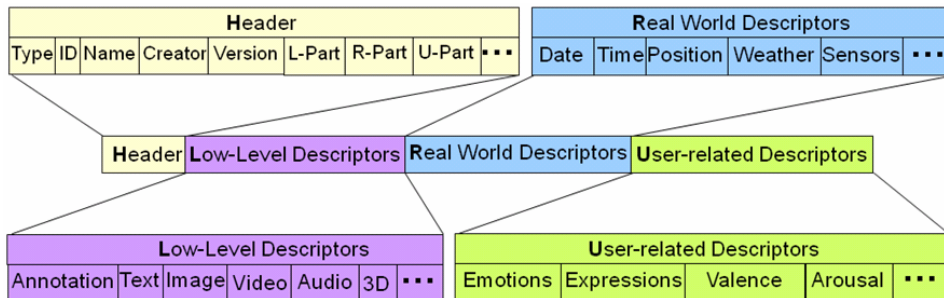 Header
Type ID Name Creator Version L-Part R-Part U-Part ...
Real World Descriptors
Date Time Position Weather Sensors ...
Header Low-Level Descriptors Real World Descriptors User-related Descriptors
Low-Level Descriptors
Annotation Text Image Video Audio 3D ...
User-related Descriptors
Emotions Expressions Valence Arousal ...